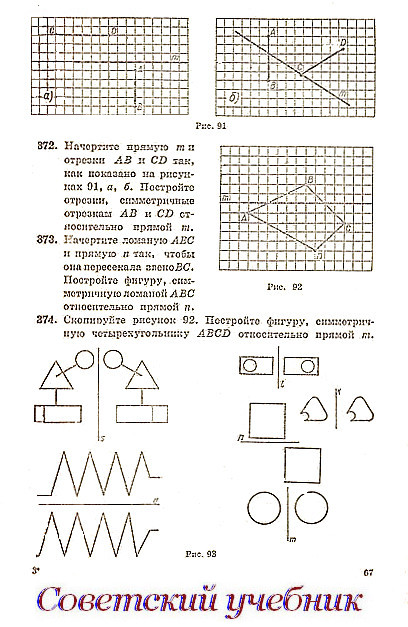 C D
m
A
а)
B
A
D
C
B
б)
m
Рис. 91
372. Начертите прямую m и
отрезки AB и CD так,
как показано на рисун-
ках 91, а, б. Постройте
отрезки, симметричные
отрезкам AB и CD от-
носительно прямой m.
373. Начертите ломаную ABC
и прямую n так, чтобы
она пересекала звено BC.
Постройте фигуру, сим-
метричную ломаной ABC
относительно прямой n.
m
B
A
C
D
Рис. 92
374. Скопируйте рисунок 92. Постройте фигуру, симметрич-
ную четырехугольнику ABCD относительно прямой m.
s
l
n
m
Рис. 93
3* 67
Советский учебник